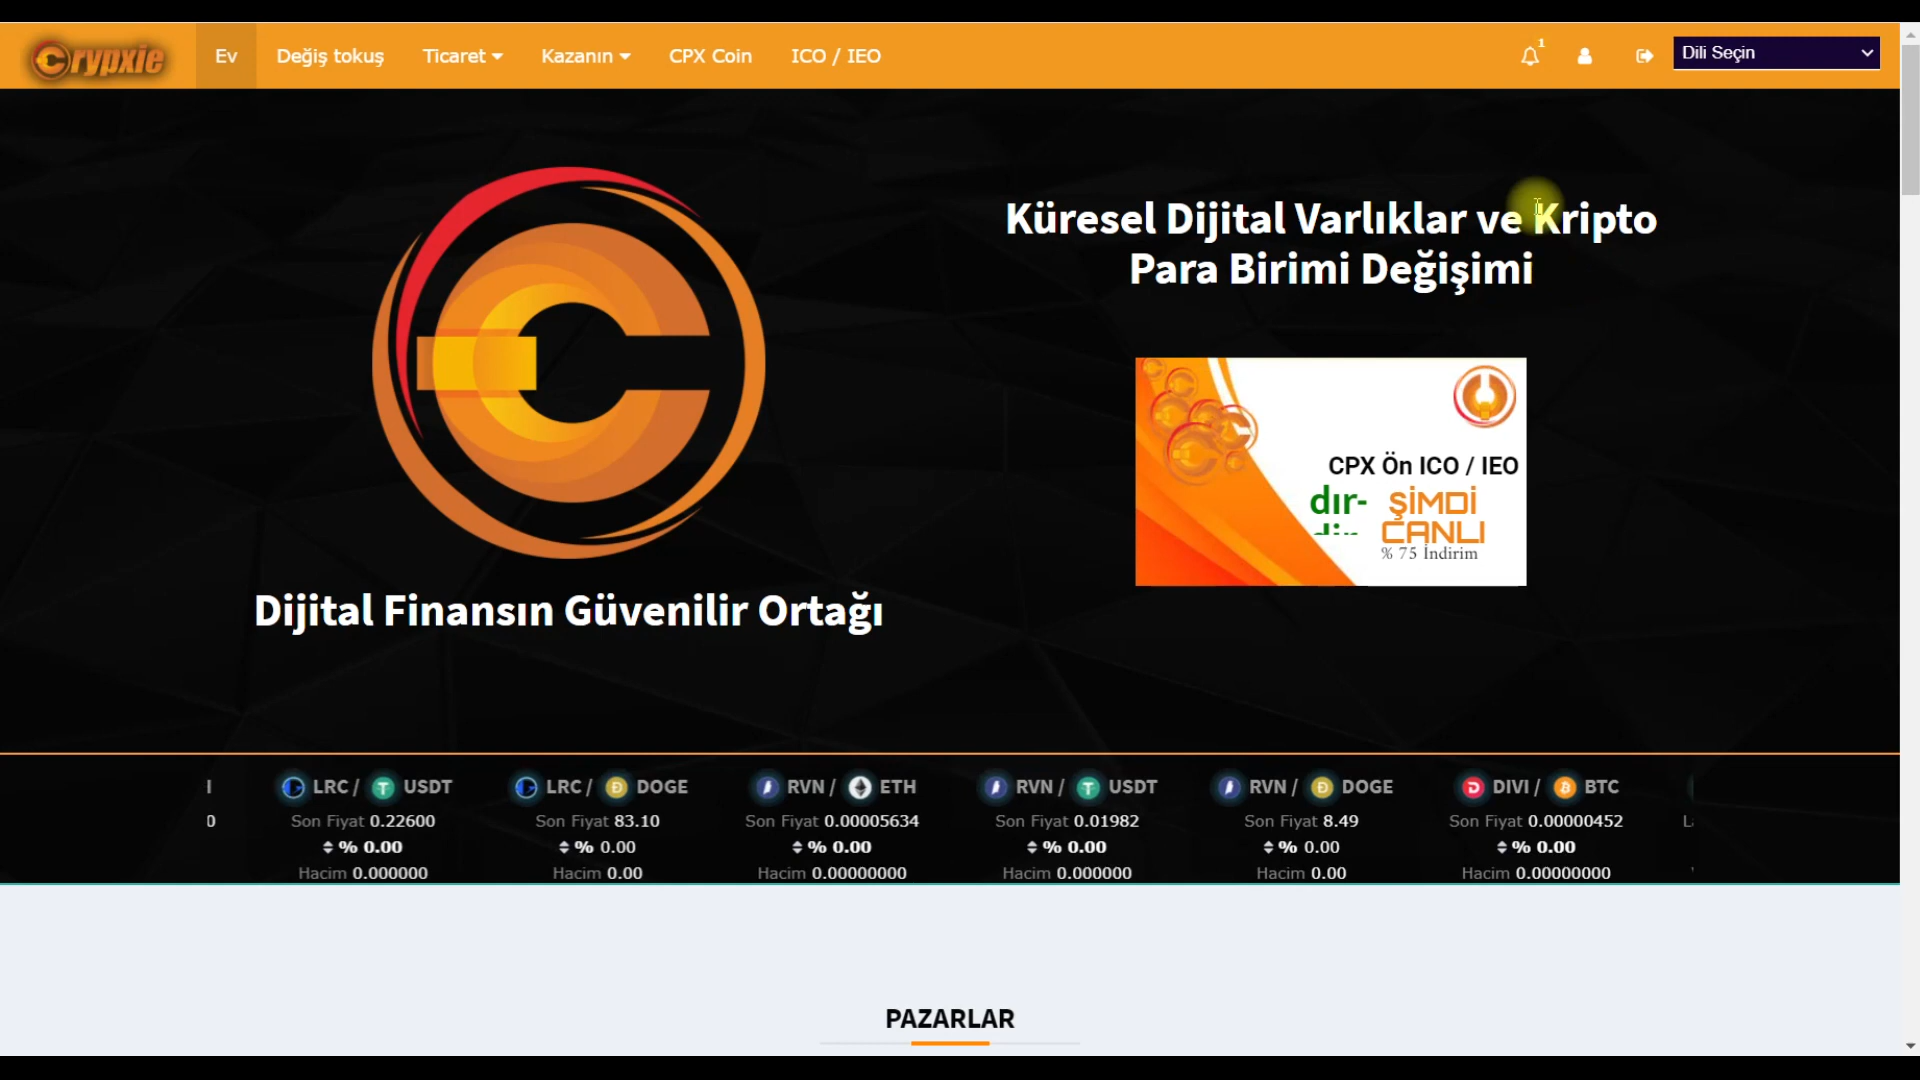 Crypxie
Ev
Değiş tokuş
Ticaret
Kazanın
CPX Coin
ICO / IEO
1
Dili Seçin
Küresel Dijital Varlıklar ve Kripto
Para Birimi Değişimi
CPX Ön ICO / IEO
dır-
ŞİMDİ
CANLI
% 75 İndirim
Dijital Finansın Güvenilir Ortağı
LRC / USDT
Son Fiyat 0.22600
% 0.00
Hacim 0.000000
LRC / DOGE
Son Fiyat 83.10
% 0.00
Hacim 0.00
RVN / ETH
Son Fiyat 0.00005634
% 0.00
Hacim 0.00000000
RVN / USDT
Son Fiyat 0.01982
% 0.00
Hacim 0.000000
RVN / DOGE
Son Fiyat 8.49
% 0.00
Hacim 0.00
DIVI / BTC
Son Fiyat 0.00000452
% 0.00
Hacim 0.00000000
PAZARLAR